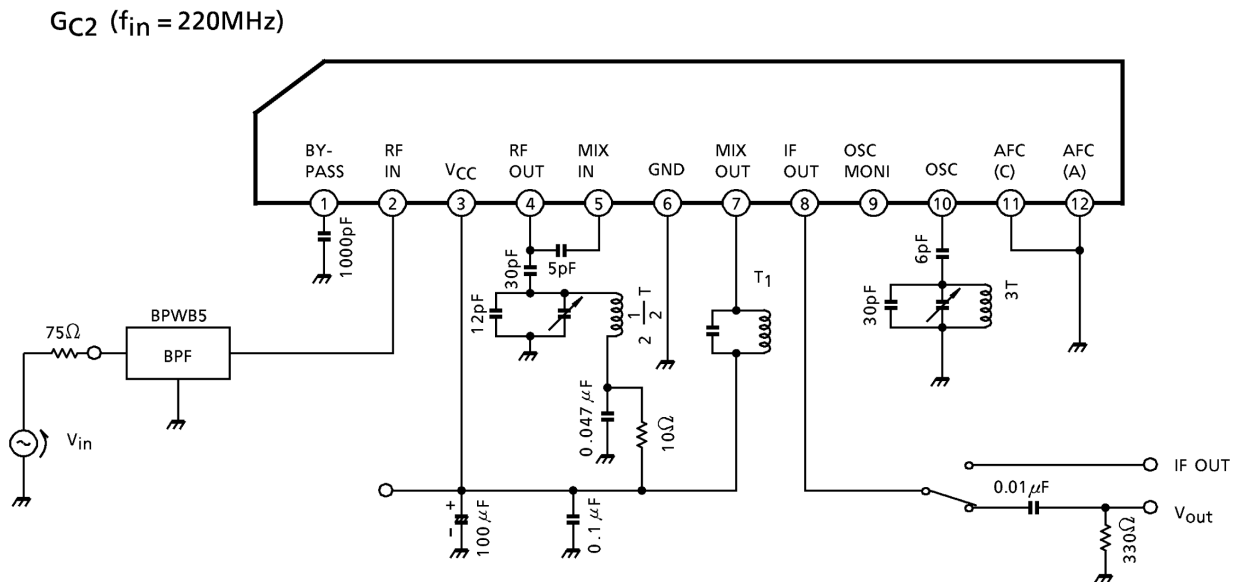 GC2 (fin = 220MHz)
BY-PASS
RF IN
VCC
RF OUT
MIX IN
GND
MIX OUT
IF OUT
OSC MONI
OSC
AFC (C)
AFC (A)
1 2 3 4 5 6 7 8 9 10 11 12
1000pF
30pF
5pF
12pF
2 1/2 T
T1
6pF
30pF
3T
75Ω
BPWB5
BPF
Vin
0.047 μF
10Ω
+
-
100 μF
0.1 μF
IF OUT
0.01 μF
Vout
330Ω